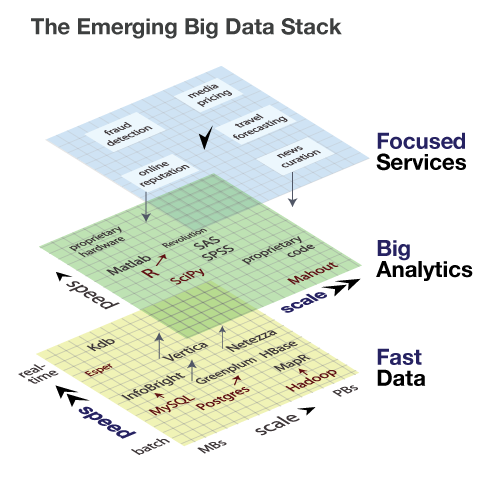 The Emerging Big Data Stack
media
pricing
fraud
detection
travel
forecasting
news
curation
online
reputation
Focused
Services
proprietary
hardware
Revolution
Matlab
R
SAS
SPSS
SciPy
proprietary
code
Mahout
speed
scale
Big
Analytics
Kdb
Esper
Vertica
Netezza
InfoBright
Greenplum
HBase
MapR
MySQL
Postgres
Hadoop
real-
time
speed
batch
MBs
scale
PBs
Fast
Data